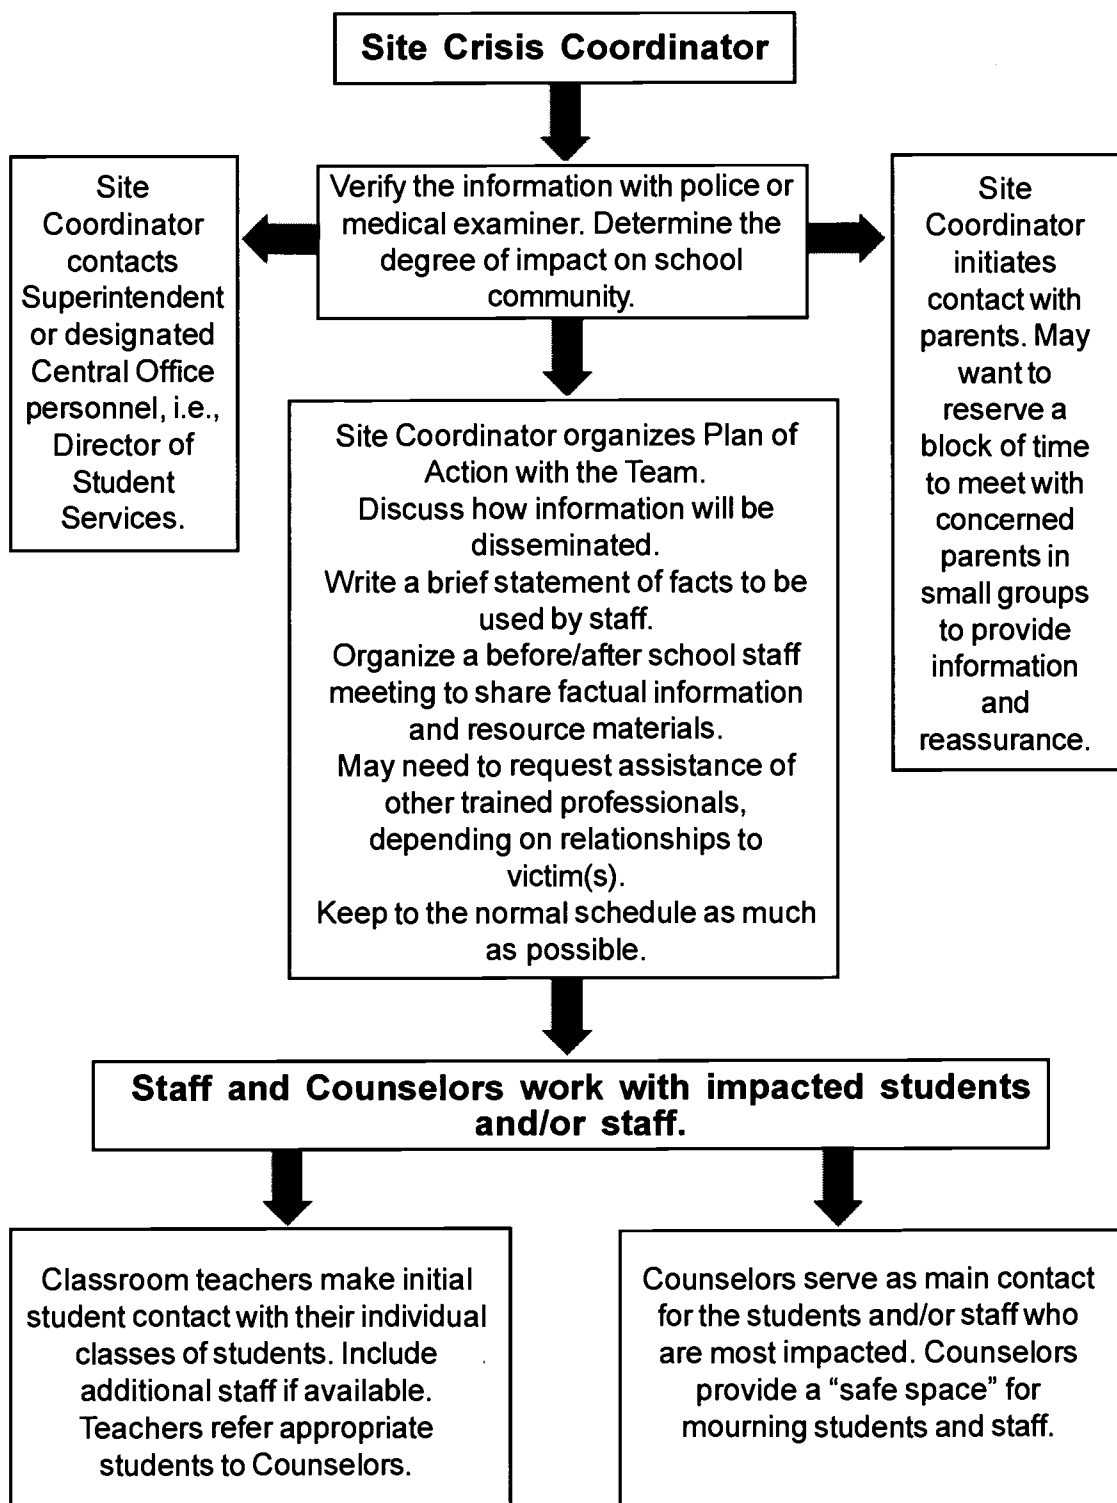 Site Crisis Coordinator
Verify the information with police or
medical examiner. Determine the
degree of impact on school
community.
Site
Coordinator
contacts
Superintendent
or designated
Central Office
personnel, i.e.,
Director of
Student
Services.
Site
Coordinator
initiates
contact with
parents. May
want to
reserve a
block of time
to meet with
concerned
parents in
small groups
to provide
information
and
reassurance.
Site Coordinator organizes Plan of
Action with the Team.
Discuss how information will be
disseminated.
Write a brief statement of facts to be
used by staff.
Organize a before/after school staff
meeting to share factual information
and resource materials.
May need to request assistance of
other trained professionals,
depending on relationships to
victim(s).
Keep to the normal schedule as much
as possible.
Staff and Counselors work with impacted students
and/or staff.
Classroom teachers make initial
student contact with their individual
classes of students. Include
additional staff if available.
Teachers refer appropriate
students to Counselors.
Counselors serve as main contact
for the students and/or staff who
are most impacted. Counselors
provide a “safe space” for
mourning students and staff.